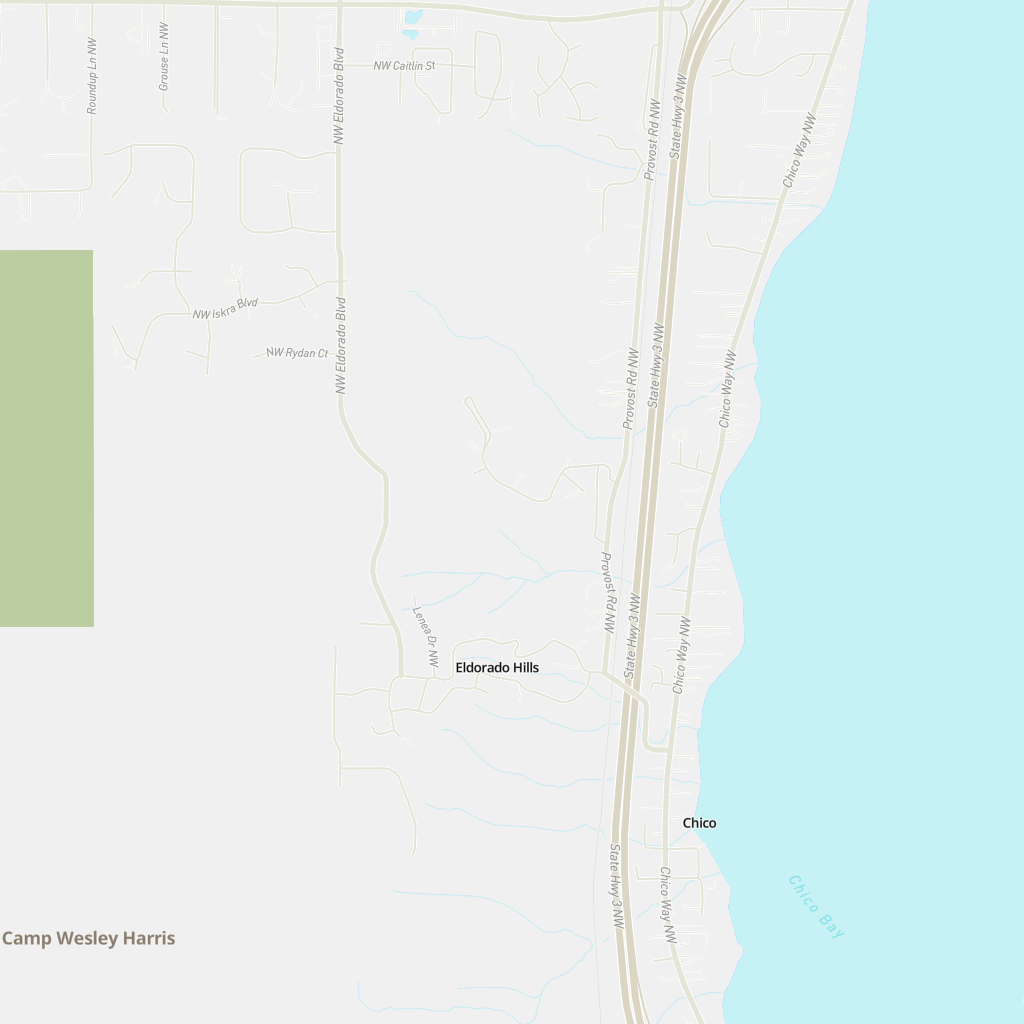 Roundup Ln NW
Grouse Ln NW
NW Eldorado Blvd
NW Caitlin St
Provost Rd NW
State Hwy 3 NW
Chico Way NW
NW Iskra Blvd
NW Rydan Ct
NW Eldorado Blvd
Provost Rd NW
State Hwy 3 NW
Chico Way NW
Provost Rd NW
Lenea Dr NW
State Hwy 3 NW
Chico Way NW
Eldorado Hills
Chico
State Hwy 3 NW
Chico Way NW
Chico Bay
Camp Wesley Harris